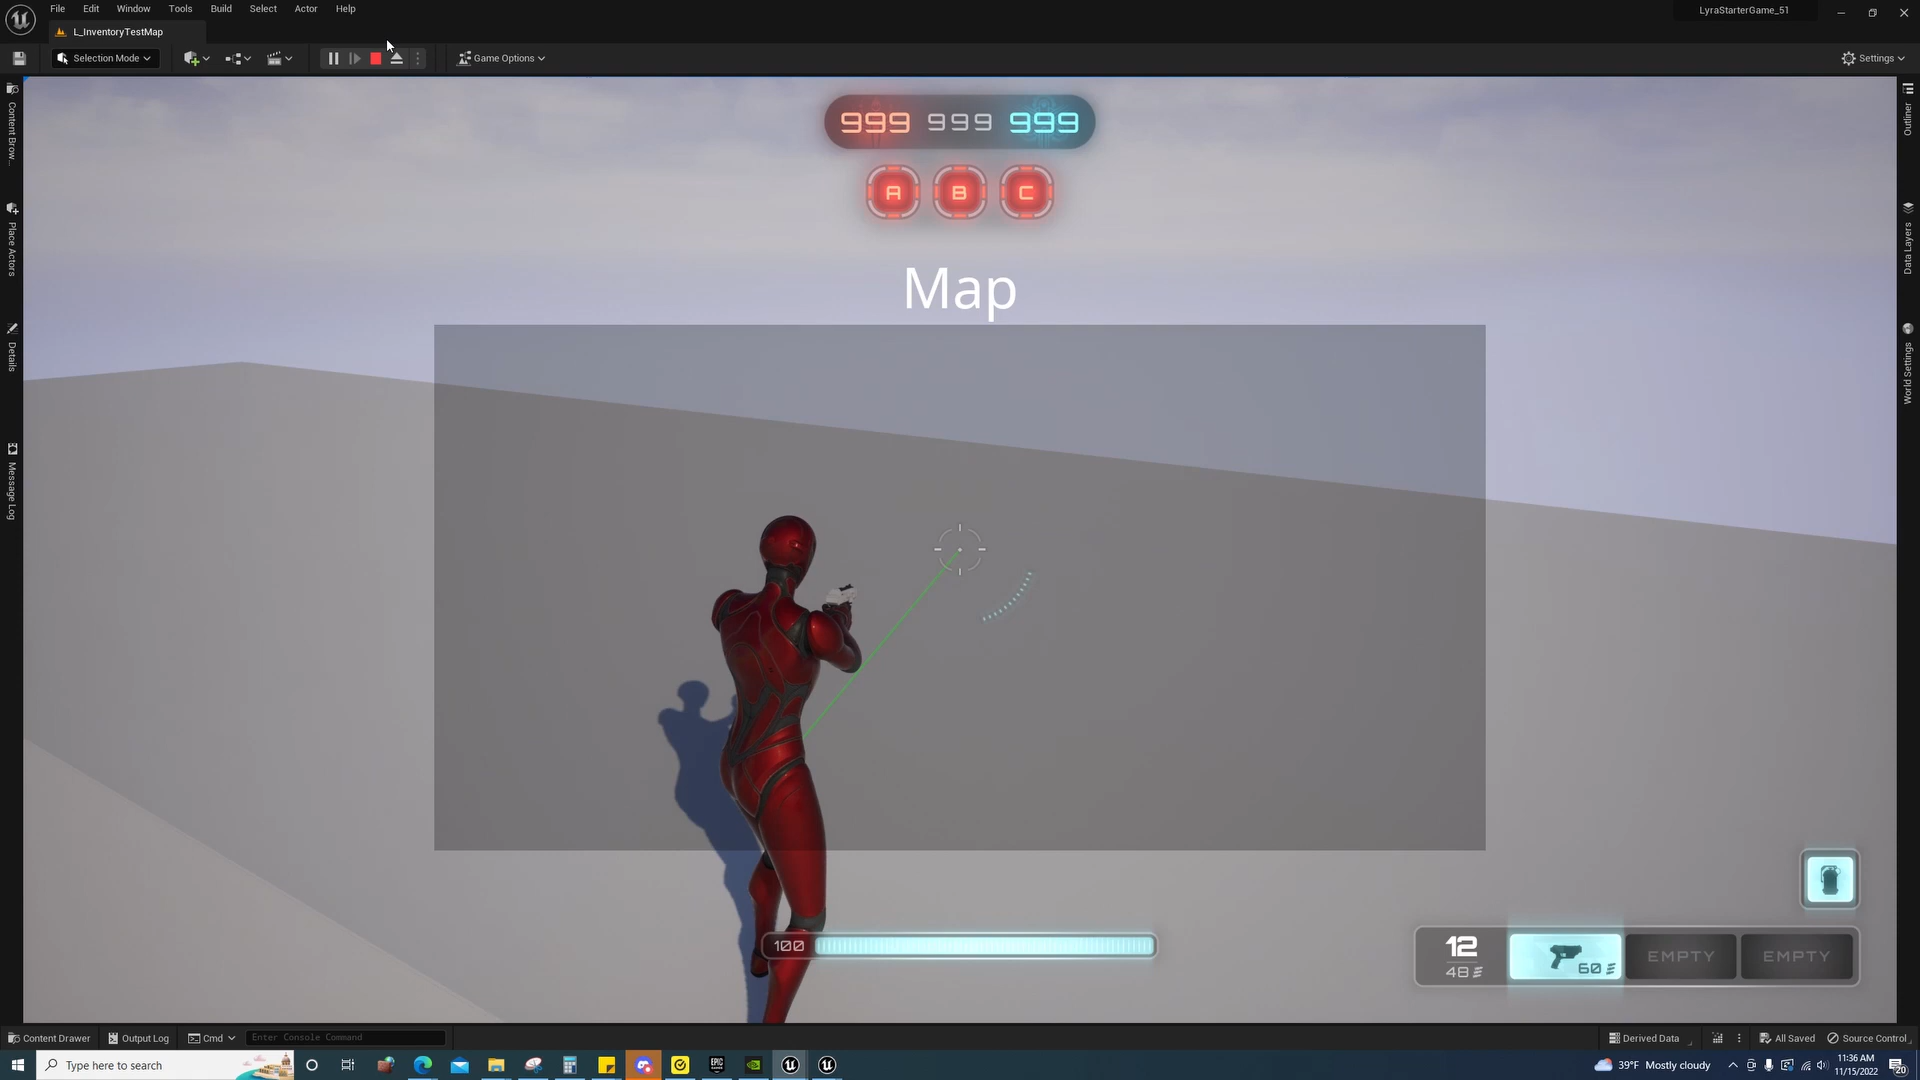 File Edit Window Tools Build Select Actor Help
LyraStarterGame_51
L_InventoryTestMap
Selection Mode
Game Options
Settings
Content Brow...
Place Actors
Details
Message Log
Outliner
Data Layers
World Settings
999 999 999
A B C
Map
100
12
48
60
EMPTY
EMPTY
Content Drawer
Output Log
Cmd
Enter Console Command
Derived Data
All Saved
Source Control
Type here to search
39°F Mostly cloudy
11:36 AM
11/15/2022
20